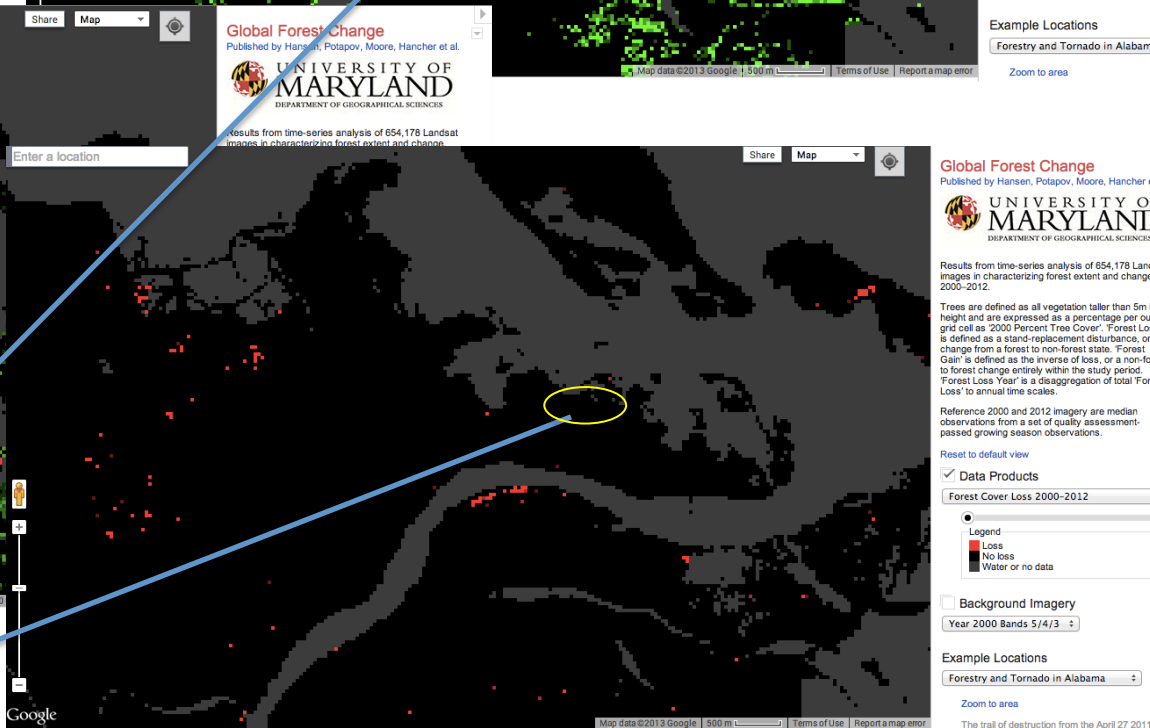 Share
Map
Global Forest Change
Published by Hansen, Potapov, Moore, Hancher et al.
UNIVERSITY OF
MARYLAND
DEPARTMENT OF GEOGRAPHICAL SCIENCES
Results from time-series analysis of 654,178 Landsat
images in characterizing forest extent and change,
Map data ©2013 Google
500 m
Terms of Use
Report a map error
Example Locations
Forestry and Tornado in Alabam
Zoom to area
Enter a location
Share
Map
Global Forest Change
Published by Hansen, Potapov, Moore, Hancher
UNIVERSITY O
MARYLAND
DEPARTMENT OF GEOGRAPHICAL SCIENCES
Results from time-series analysis of 654,178 Land
images in characterizing forest extent and change
2000–2012.
Trees are defined as all vegetation taller than 5m
height and are expressed as a percentage per ou
grid cell as '2000 Percent Tree Cover'. 'Forest Lo
is defined as a stand-replacement disturbance, or
change from a forest to non-forest state. 'Forest
Gain' is defined as the inverse of loss, or a non-fo
to forest change entirely within the study period.
'Forest Loss Year' is a disaggregation of total 'For
Loss' to annual time scales.
Reference 2000 and 2012 imagery are median
observations from a set of quality assessment-
passed growing season observations.
Reset to default view
Data Products
Forest Cover Loss 2000–2012
Legend
Loss
No loss
Water or no data
Background Imagery
Year 2000 Bands 5/4/3
Example Locations
Forestry and Tornado in Alabama
Zoom to area
The trail of destruction from the April 27 2011
Google
Map data ©2013 Google
500 m
Terms of Use
Report a map error